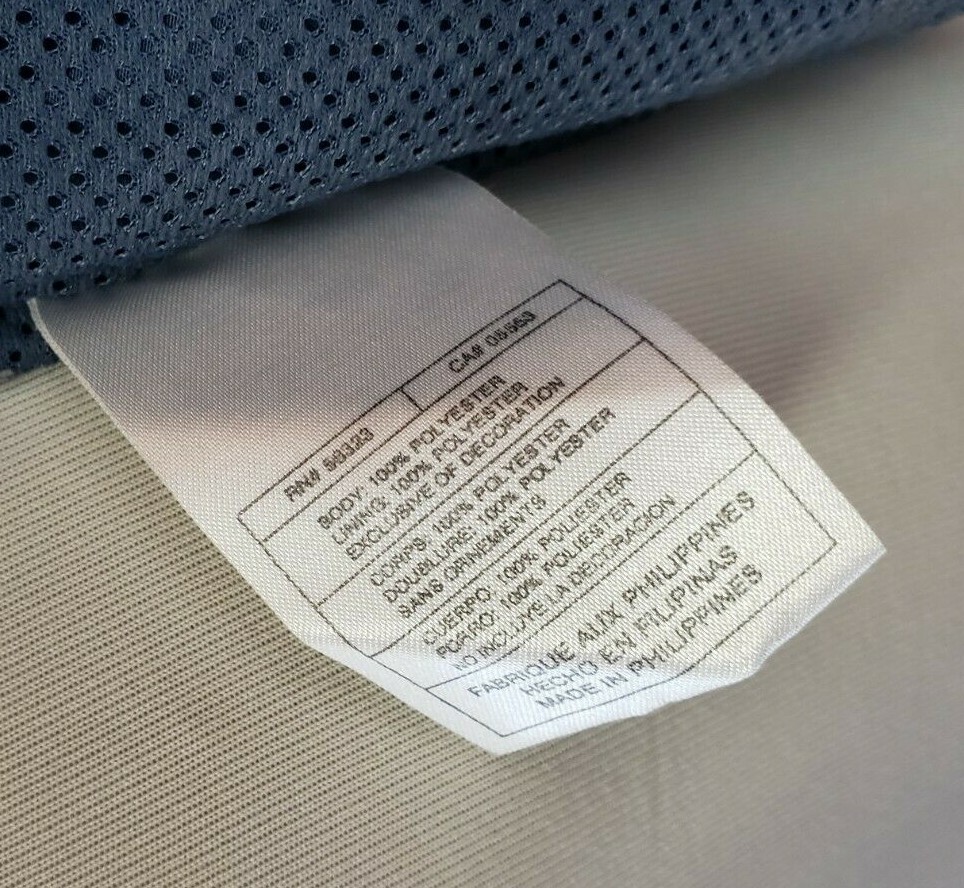 RN# 56323 CA# 05553
BODY: 100% POLYESTER
LINING: 100% POLYESTER
EXCLUSIVE OF DECORATION
CORPS: 100% POLYESTER
DOUBLURE: 100% POLYESTER
SANS ORNEMENTS
CUERPO: 100% POLIESTER
FORRO: 100% POLIESTER
NO INCLUYE LA DECORACION
FABRIQUE AUX PHILIPPINES
HECHO EN FILIPINAS
MADE IN PHILIPPINES